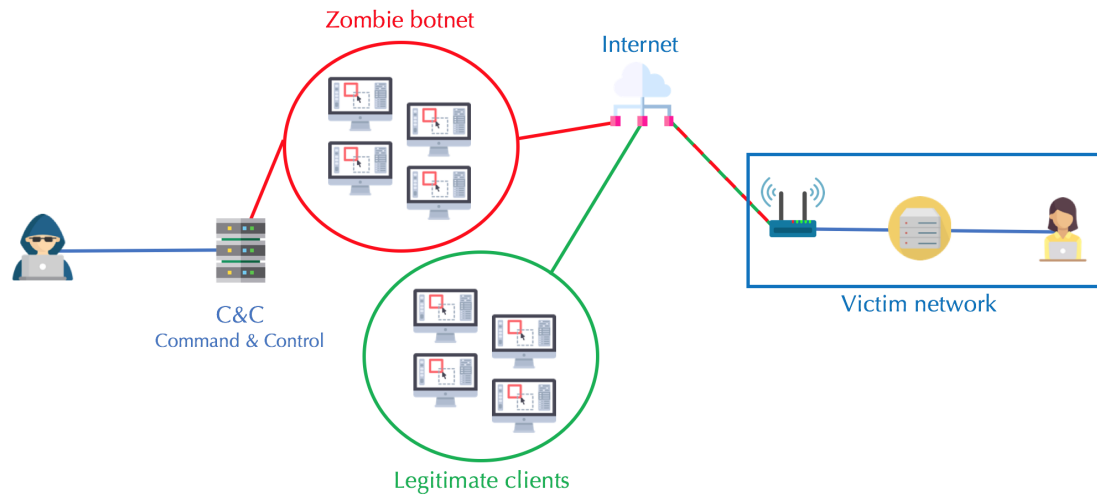 Zombie botnet
Internet
C&C
Command & Control
Victim network
Legitimate clients